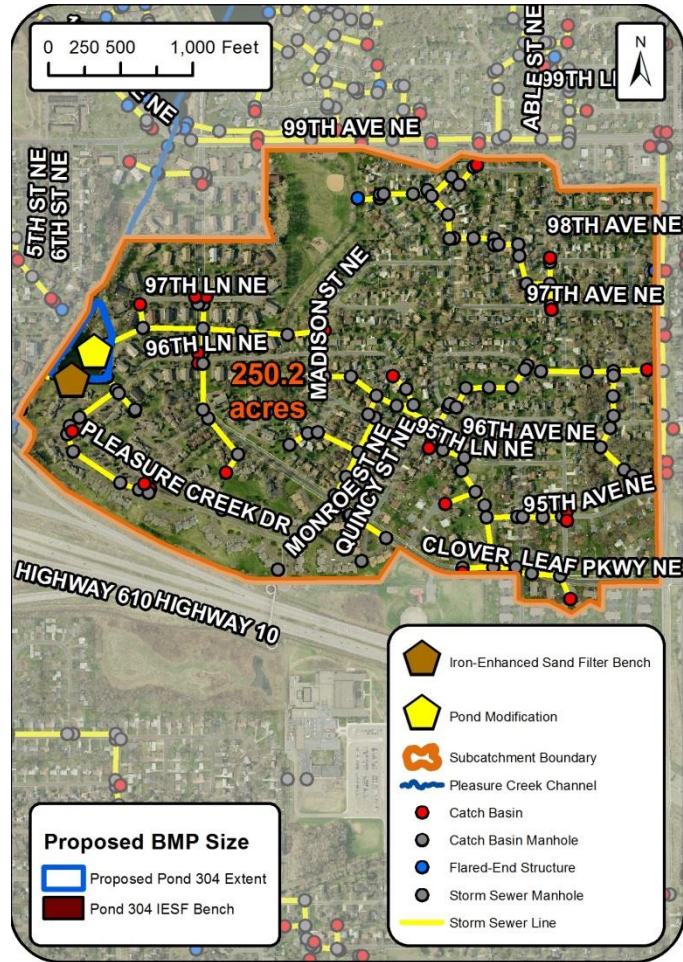 0 250 500 1,000 Feet
N
NE
ABLE ST NE
99TH LN
99TH AVE NE
5TH ST NE
6TH ST NE
98TH AVE NE
MADISON ST NE
97TH LN NE
97TH AVE NE
96TH LN NE
250.2
acres
96TH AVE NE
95TH LN NE
PLEASURE CREEK DR
MONROE ST NE
QUINCY ST NE
95TH AVE NE
CLOVER LEAF PKWY NE
HIGHWAY 610
HIGHWAY 10
Iron-Enhanced Sand Filter Bench
Pond Modification
Subcatchment Boundary
Pleasure Creek Channel
Catch Basin
Catch Basin Manhole
Flared-End Structure
Storm Sewer Manhole
Storm Sewer Line
Proposed BMP Size
Proposed Pond 304 Extent
Pond 304 IESF Bench